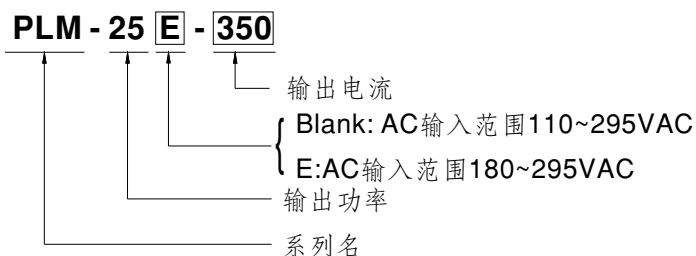 PLM - 25 E - 350
输出电流
Blank: AC输入范围110~295VAC
E:AC输入范围180~295VAC
输出功率
系列名